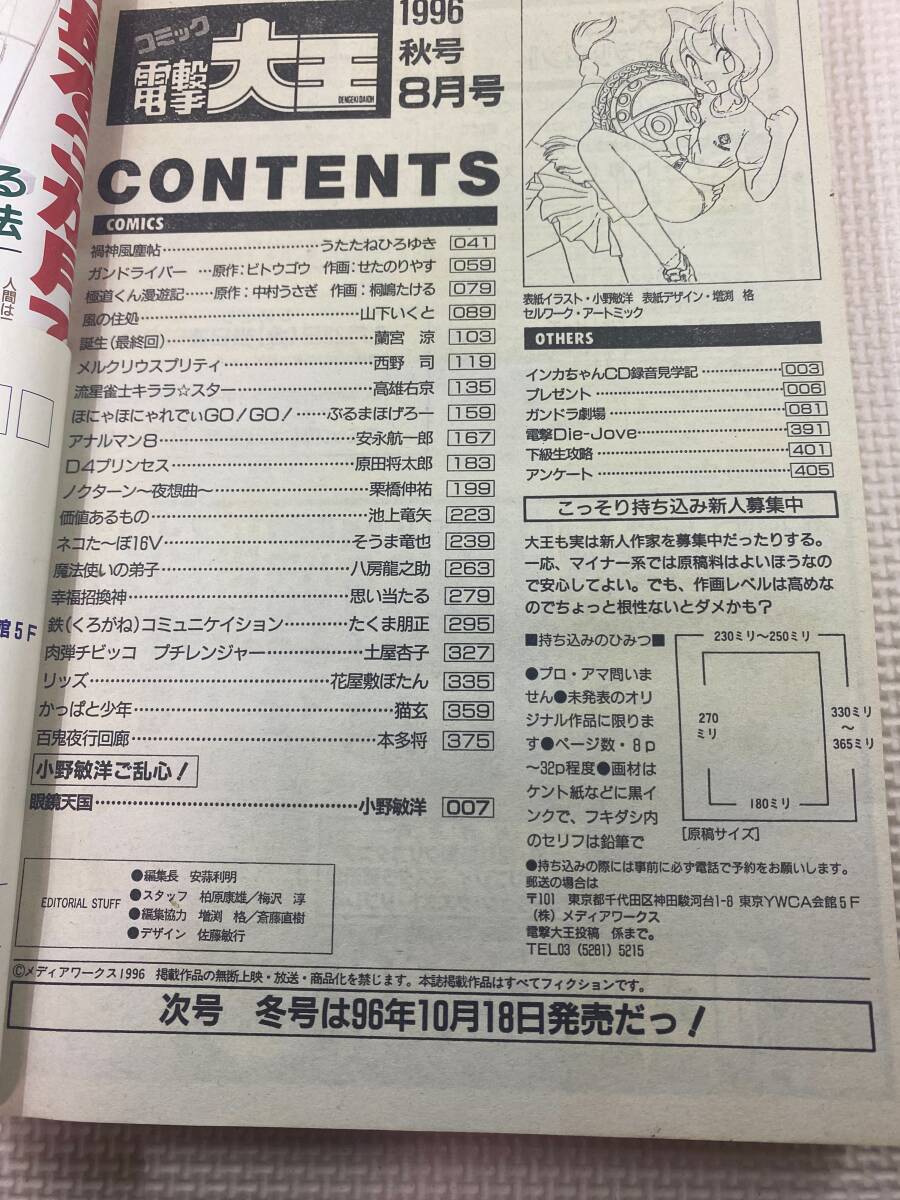 コミック
電撃大王
DENGEKI DAIOH
1996
秋号
8月号
CONTENTS
COMICS
禍神風塵帖……うたたねひろゆき 041
ガンドライバー …原作：ビトウゴウ 作画：せたのりやす 059
極道くん漫遊記……原作：中村うさぎ 作画：桐嶋たける 079
風の住処……山下いくと 089
誕生（最終回）……蘭宮 涼 103
メルクリウスプリティ……西野 司 119
流星雀士キララ☆スター……高雄右京 135
ほにゃほにゃれでぃGO！GO！……ぶるまほげろー 159
アナルマン8……安永航一郎 167
D4プリンセス……原田将太郎 183
ノクターン〜夜想曲〜……栗橋伸祐 199
価値あるもの……池上竜矢 223
ネコた〜ぼ16V……そうま竜也 239
魔法使いの弟子……八房龍之助 263
幸福招換神……思い当たる 279
鉄（くろがね）コミュニケイション……たくま朋正 295
肉弾チビッコ プチレンジャー……土屋杏子 327
リッズ……花屋敷ぼたん 335
かっぱと少年……猫玄 359
百鬼夜行回廊……本多将 375
小野敏洋ご乱心！
眼鏡天国……小野敏洋 007
EDITORIAL STUFF
●編集長 安蒜利明
●スタッフ 柏原康雄／梅沢 淳
●編集協力 増渕 格／斎藤直樹
●デザイン 佐藤敏行
表紙イラスト・小野敏洋 表紙デザイン・増渕 格
セルワーク・アートミック
OTHERS
インカちゃんCD録音見学記……003
プレゼント……006
ガンドラ劇場……081
電撃Die-Jove……391
下級生攻略……401
アンケート……405
こっそり持ち込み新人募集中
大王も実は新人作家を募集中だったりする。
一応、マイナー系では原稿料はよいほうなの
で安心してよい。でも、作画レベルは高めな
のでちょっと根性ないとダメかも？
■持ち込みのひみつ■
●プロ・アマ問いま
せん●未発表のオリ
ジナル作品に限りま
す●ページ数・8p
〜32p程度●画材は
ケント紙などに黒イ
ンクで、フキダシ内
のセリフは鉛筆で
230ミリ〜250ミリ
270
ミリ
330ミリ
〜
365ミリ
180ミリ
[原稿サイズ]
●持ち込みの際には事前に必ず電話で予約をお願いします。
郵送の場合は
〒101 東京都千代田区神田駿河台1-8 東京YWCA会館5F
（株）メディアワークス
電撃大王投稿 係まで。
TEL03（5281）5215
©メディアワークス1996 掲載作品の無断上映・放送・商品化を禁じます。本誌掲載作品はすべてフィクションです。
次号 冬号は96年10月18日発売だっ！
る
法
人間は
館5F